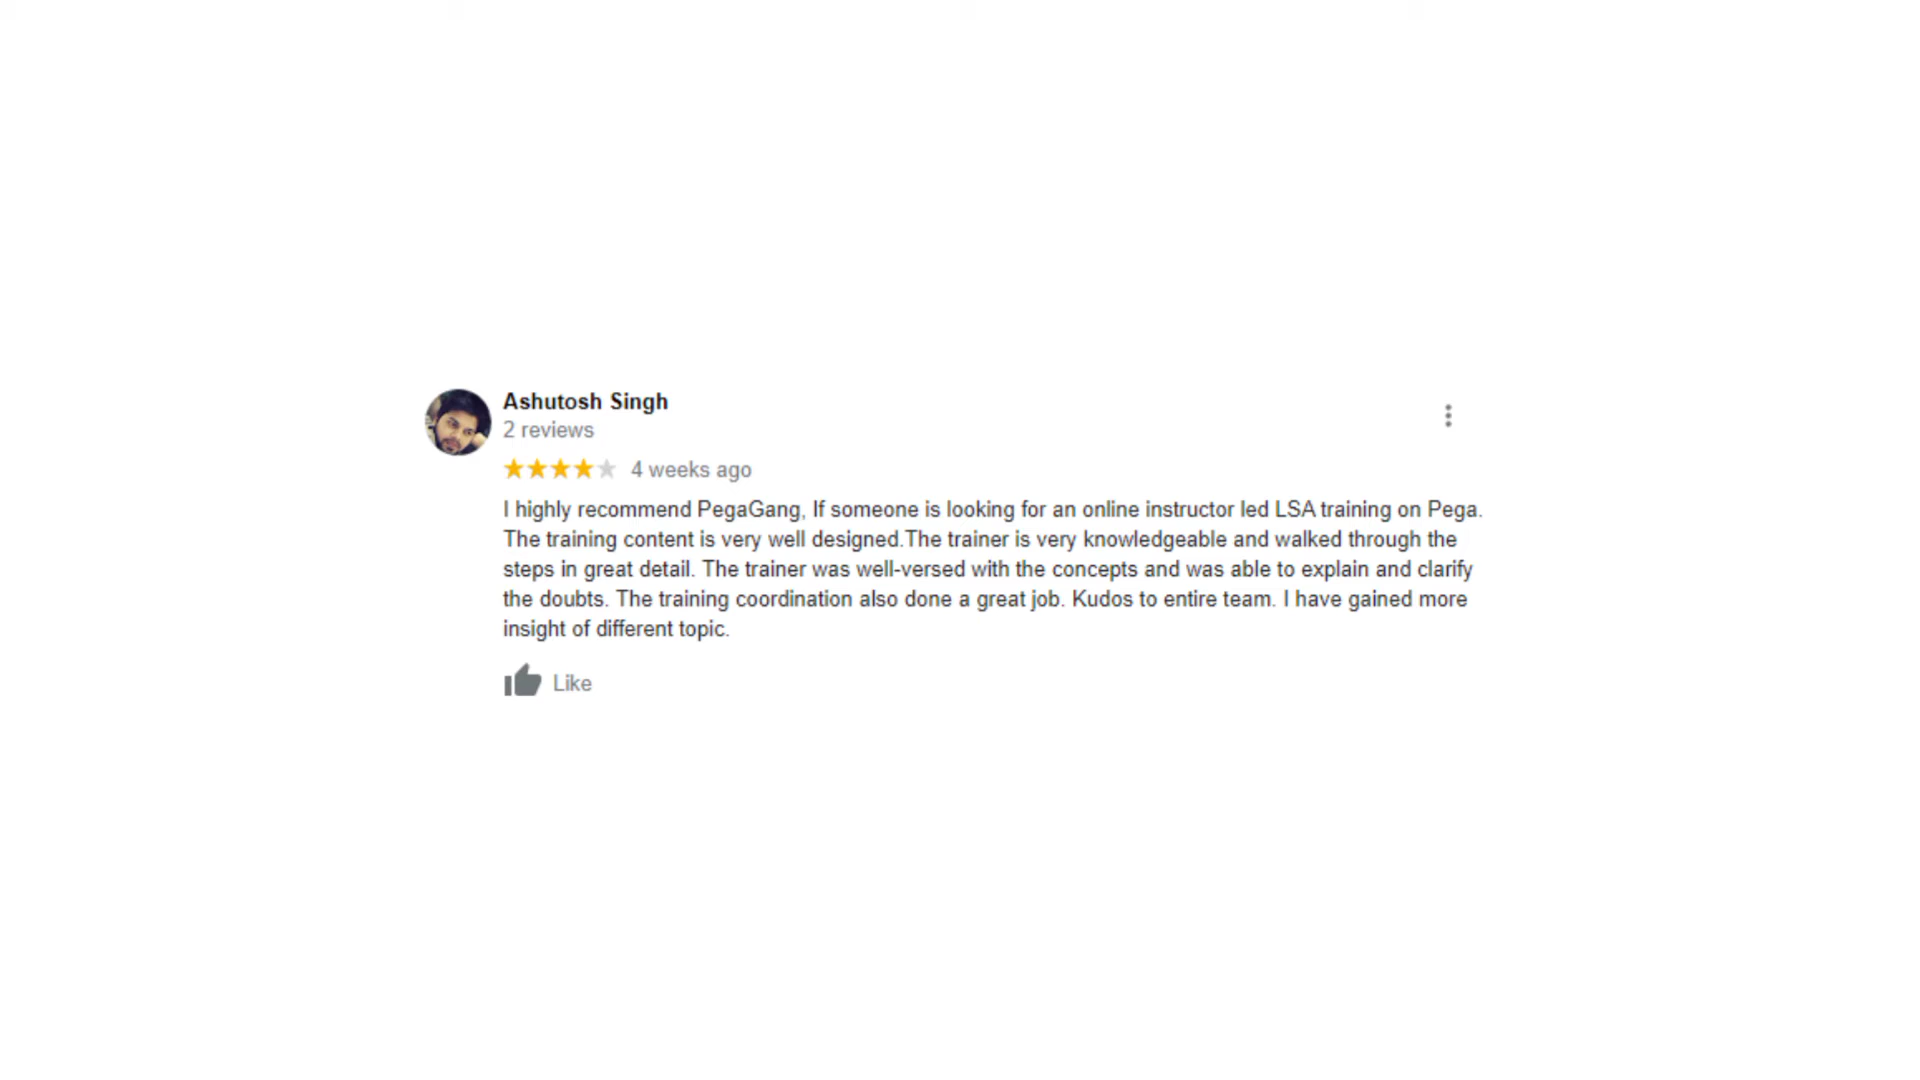 Ashutosh Singh
2 reviews
4 weeks ago
I highly recommend PegaGang, If someone is looking for an online instructor led LSA training on Pega.
The training content is very well designed.The trainer is very knowledgeable and walked through the
steps in great detail. The trainer was well-versed with the concepts and was able to explain and clarify
the doubts. The training coordination also done a great job. Kudos to entire team. I have gained more
insight of different topic.
Like